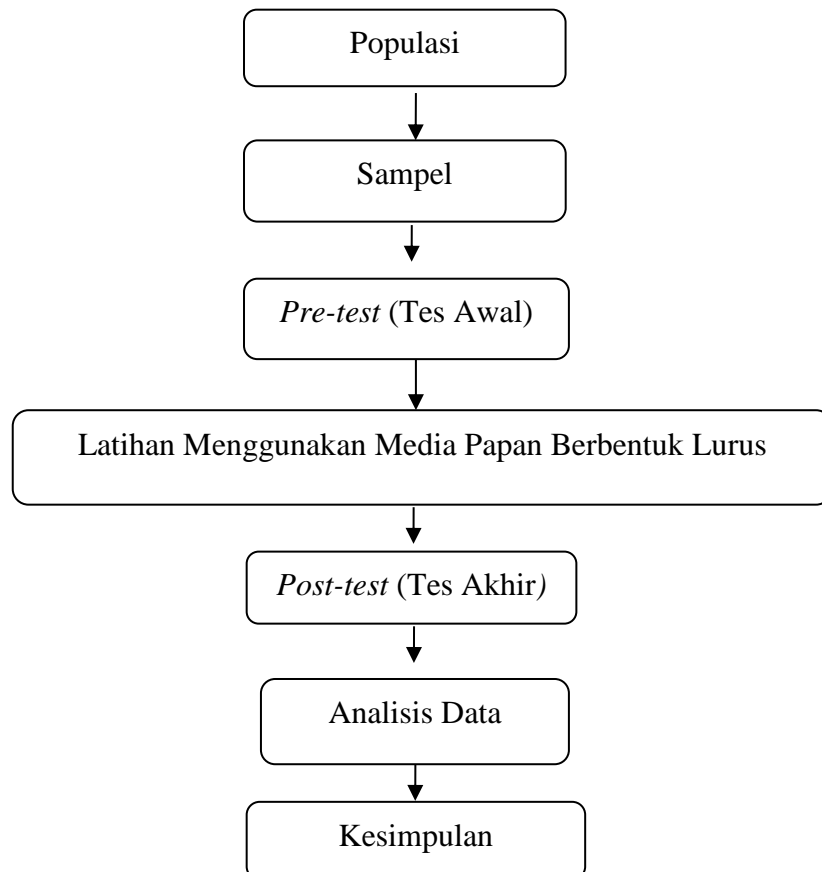 Populasi
Sampel
Pre-test (Tes Awal)
Latihan Menggunakan Media Papan Berbentuk Lurus
Post-test (Tes Akhir)
Analisis Data
Kesimpulan